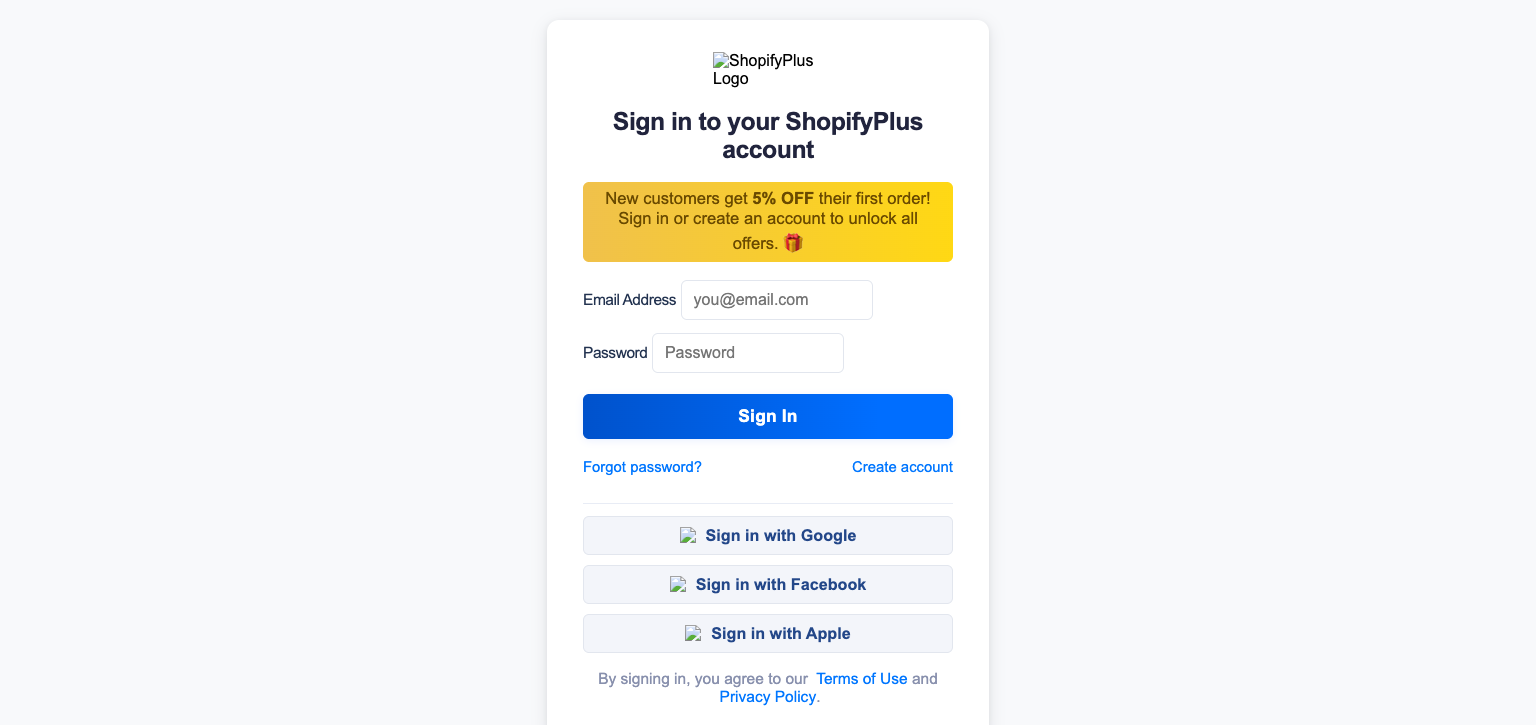 ShopifyPlus
Logo
Sign in to your ShopifyPlus
account
New customers get 5% OFF their first order!
Sign in or create an account to unlock all
offers. 🎁
Email Address you@email.com
Password Password
Sign In
Forgot password? Create account
Sign in with Google
Sign in with Facebook
Sign in with Apple
By signing in, you agree to our Terms of Use and
Privacy Policy.